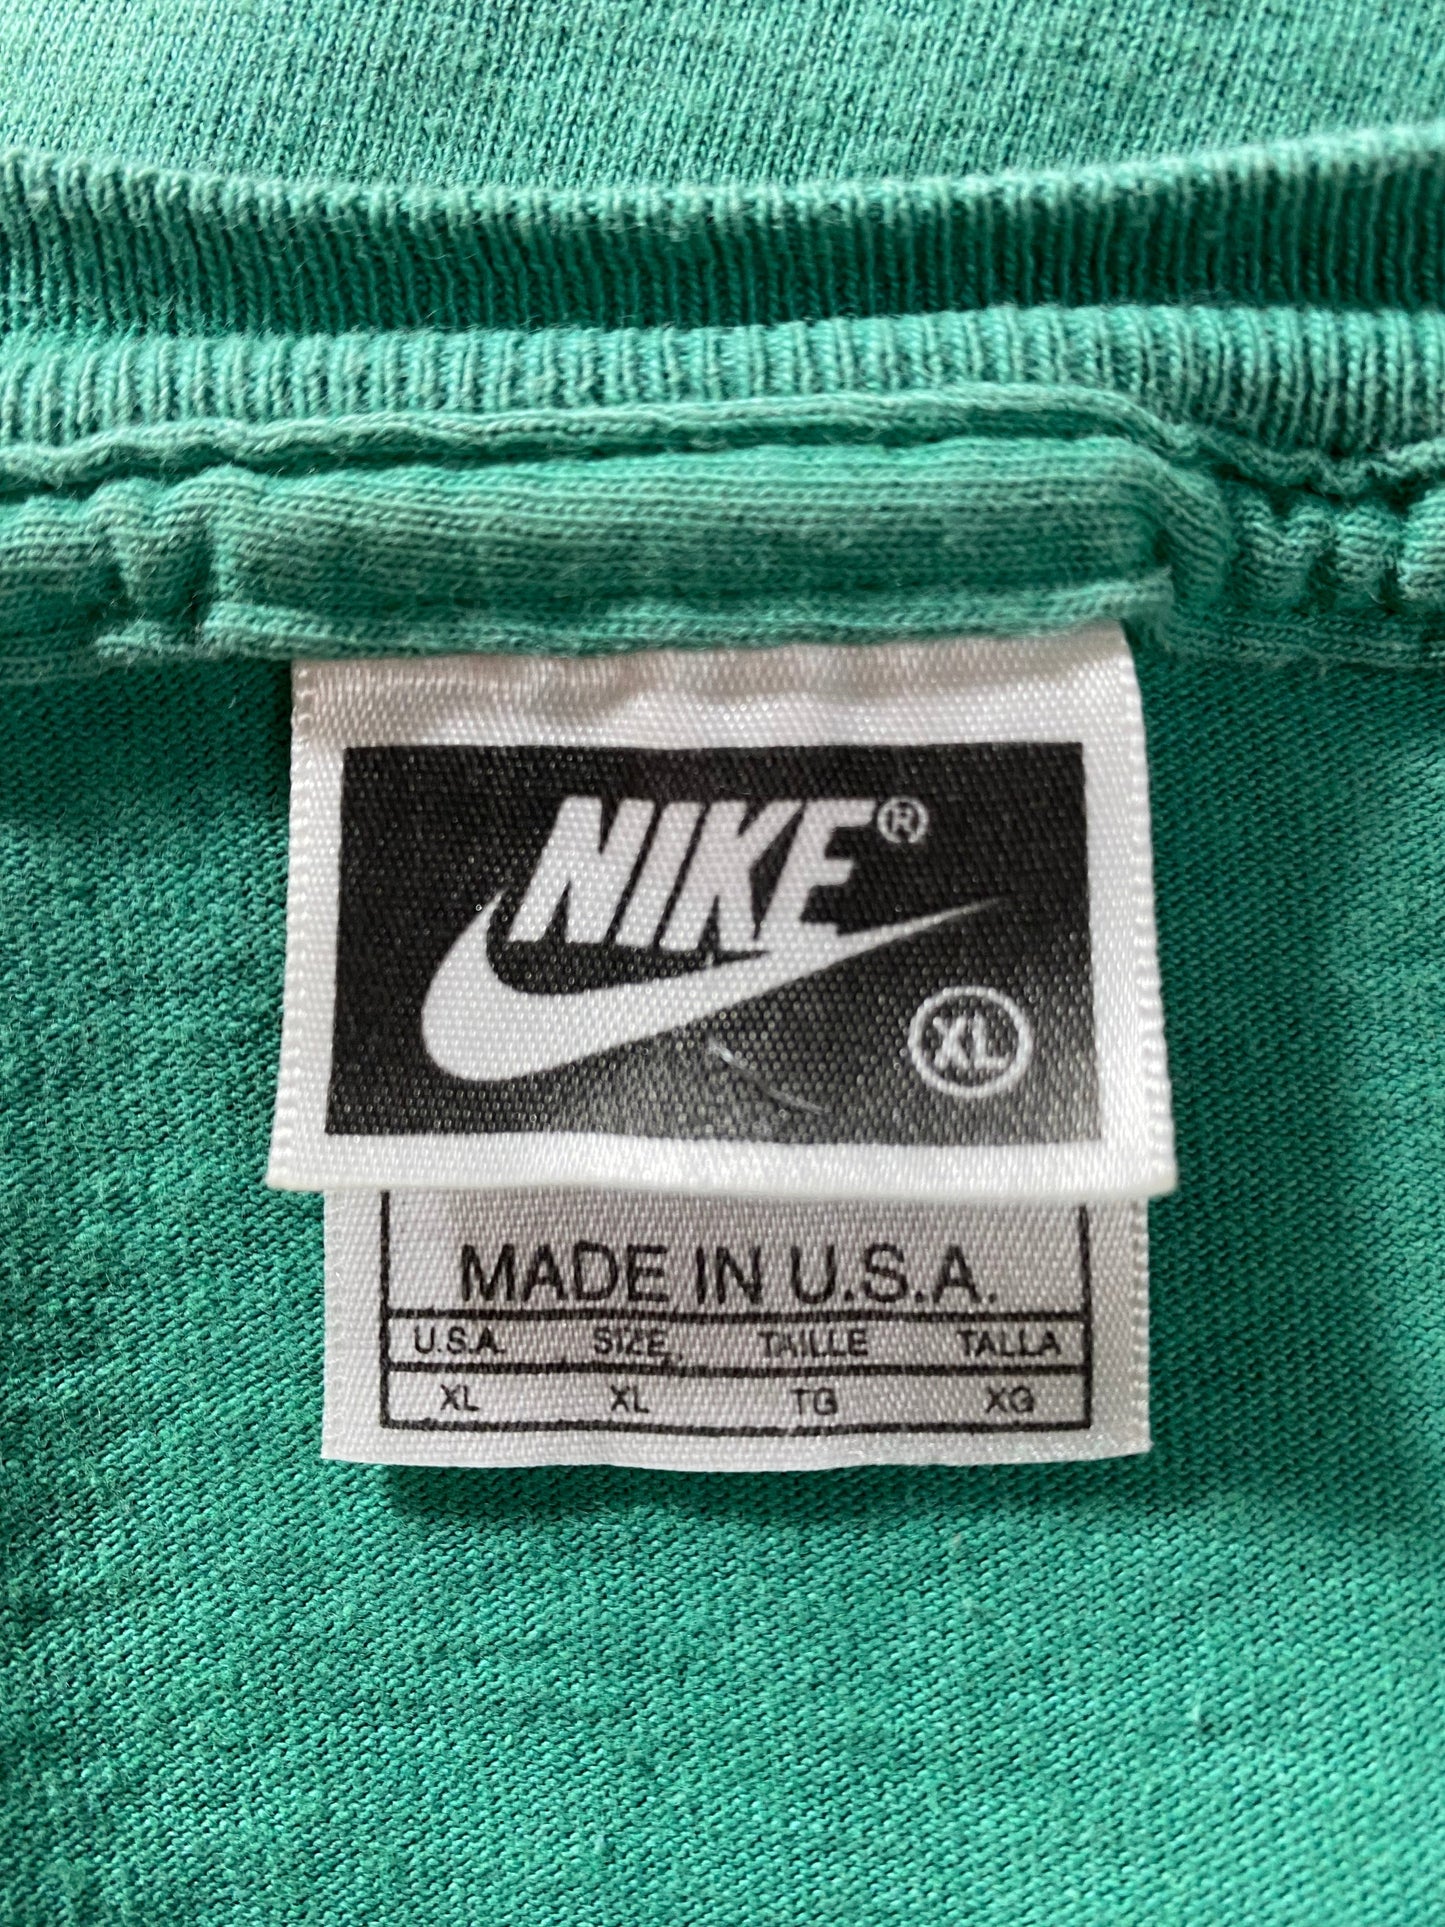 NIKE®
XL
MADE IN U.S.A.
U.S.A. SIZE TAILLE TALLA
XL XL TG XG